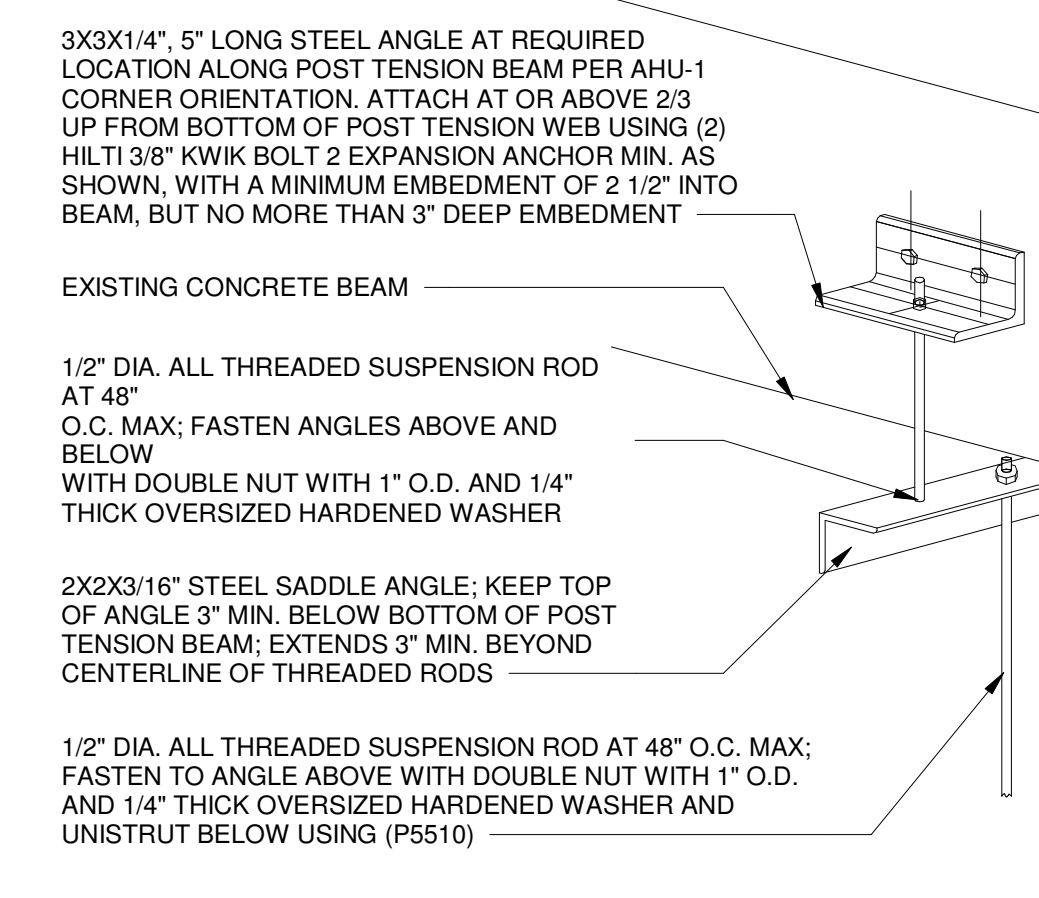 3X3X1/4", 5" LONG STEEL ANGLE AT REQUIRED
LOCATION ALONG POST TENSION BEAM PER AHU-1
CORNER ORIENTATION. ATTACH AT OR ABOVE 2/3
UP FROM BOTTOM OF POST TENSION WEB USING (2)
HILTI 3/8" KWIK BOLT 2 EXPANSION ANCHOR MIN. AS
SHOWN, WITH A MINIMUM EMBEDMENT OF 2 1/2" INTO
BEAM, BUT NO MORE THAN 3" DEEP EMBEDMENT
EXISTING CONCRETE BEAM
1/2" DIA. ALL THREADED SUSPENSION ROD
AT 48"
O.C. MAX; FASTEN ANGLES ABOVE AND
BELOW
WITH DOUBLE NUT WITH 1" O.D. AND 1/4"
THICK OVERSIZED HARDENED WASHER
2X2X3/16" STEEL SADDLE ANGLE; KEEP TOP
OF ANGLE 3" MIN. BELOW BOTTOM OF POST
TENSION BEAM; EXTENDS 3" MIN. BEYOND
CENTERLINE OF THREADED RODS
1/2" DIA. ALL THREADED SUSPENSION ROD AT 48" O.C. MAX;
FASTEN TO ANGLE ABOVE WITH DOUBLE NUT WITH 1" O.D.
AND 1/4" THICK OVERSIZED HARDENED WASHER AND
UNISTRUT BELOW USING (P5510)